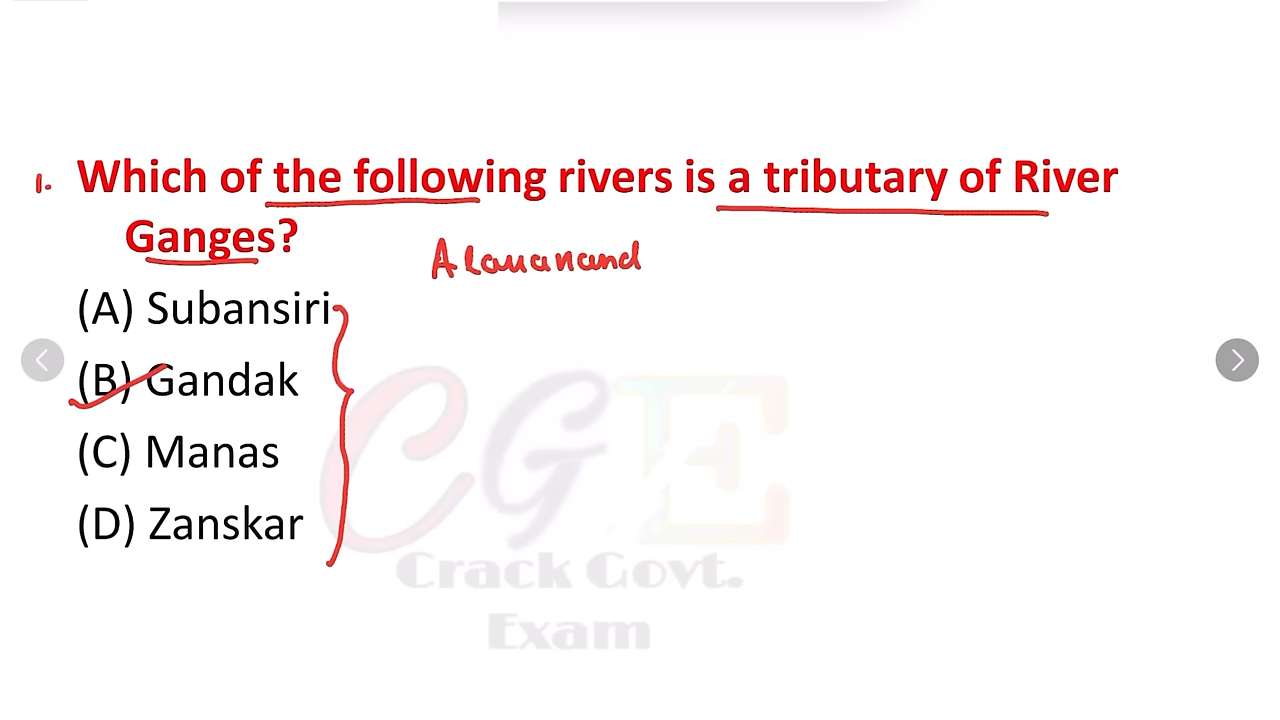 1. Which of the following rivers is a tributary of River
Ganges?
Alauanand
(A) Subansiri
(B) Gandak
(C) Manas
(D) Zanskar
CGE
Crack Govt.
Exam